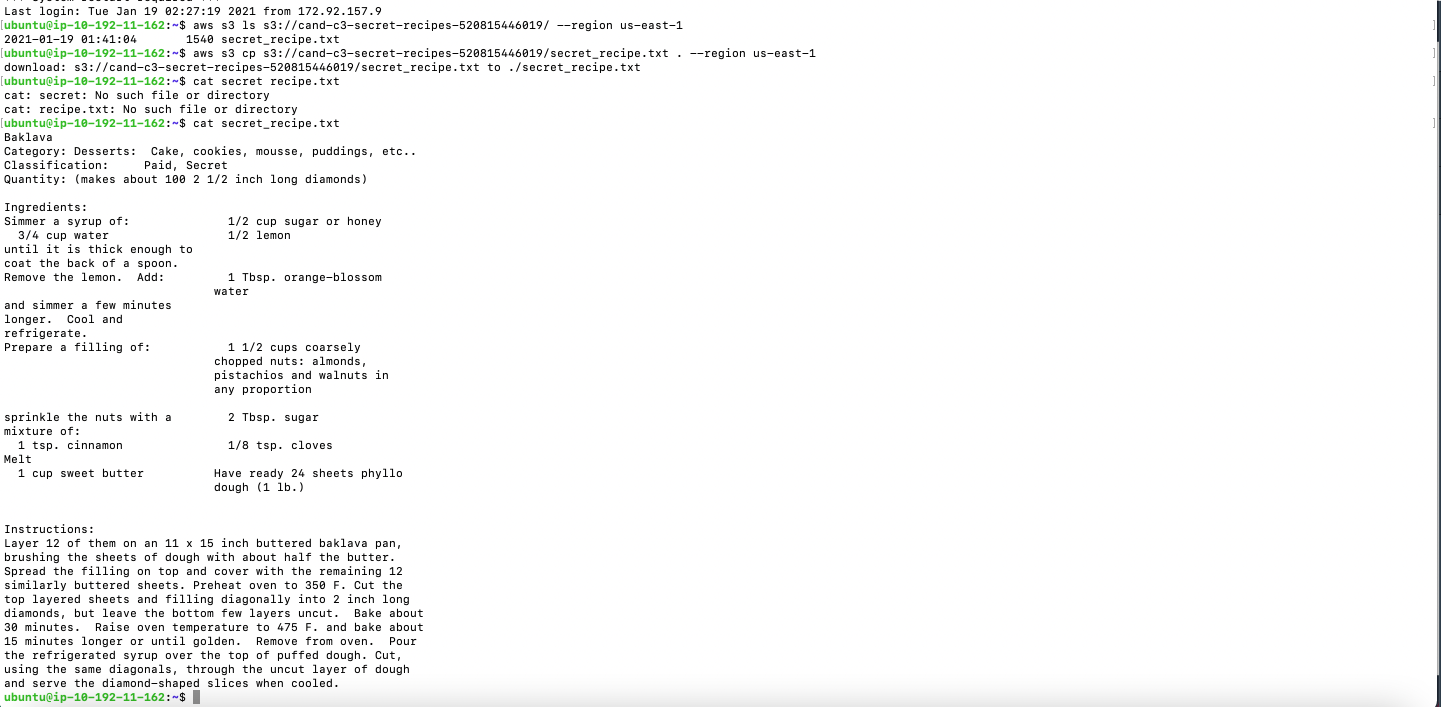 Last login: Tue Jan 19 02:27:19 2021 from 172.92.157.9
[ubuntu@ip-10-192-11-162:~$ aws s3 ls s3://cand-c3-secret-recipes-520815446019/ --region us-east-1 ]
2021-01-19 01:41:04       1540 secret_recipe.txt
[ubuntu@ip-10-192-11-162:~$ aws s3 cp s3://cand-c3-secret-recipes-520815446019/secret_recipe.txt . --region us-east-1 ]
download: s3://cand-c3-secret-recipes-520815446019/secret_recipe.txt to ./secret_recipe.txt
[ubuntu@ip-10-192-11-162:~$ cat secret recipe.txt ]
cat: secret: No such file or directory
cat: recipe.txt: No such file or directory
[ubuntu@ip-10-192-11-162:~$ cat secret_recipe.txt ]
Baklava
Category: Desserts:  Cake, cookies, mousse, puddings, etc..
Classification:     Paid, Secret
Quantity: (makes about 100 2 1/2 inch long diamonds)
Ingredients:
Simmer a syrup of:              1/2 cup sugar or honey
  3/4 cup water                 1/2 lemon
until it is thick enough to
coat the back of a spoon.
Remove the lemon.  Add:         1 Tbsp. orange-blossom
                              water
and simmer a few minutes
longer.  Cool and
refrigerate.
Prepare a filling of:           1 1/2 cups coarsely
                              chopped nuts: almonds,
                              pistachios and walnuts in
                              any proportion
sprinkle the nuts with a        2 Tbsp. sugar
mixture of:
  1 tsp. cinnamon               1/8 tsp. cloves
Melt
  1 cup sweet butter          Have ready 24 sheets phyllo
                              dough (1 lb.)
Instructions:
Layer 12 of them on an 11 x 15 inch buttered baklava pan,
brushing the sheets of dough with about half the butter.
Spread the filling on top and cover with the remaining 12
similarly buttered sheets. Preheat oven to 350 F. Cut the
top layered sheets and filling diagonally into 2 inch long
diamonds, but leave the bottom few layers uncut.  Bake about
30 minutes.  Raise oven temperature to 475 F. and bake about
15 minutes longer or until golden.  Remove from oven.  Pour
the refrigerated syrup over the top of puffed dough. Cut,
using the same diagonals, through the uncut layer of dough
and serve the diamond-shaped slices when cooled.
ubuntu@ip-10-192-11-162:~$